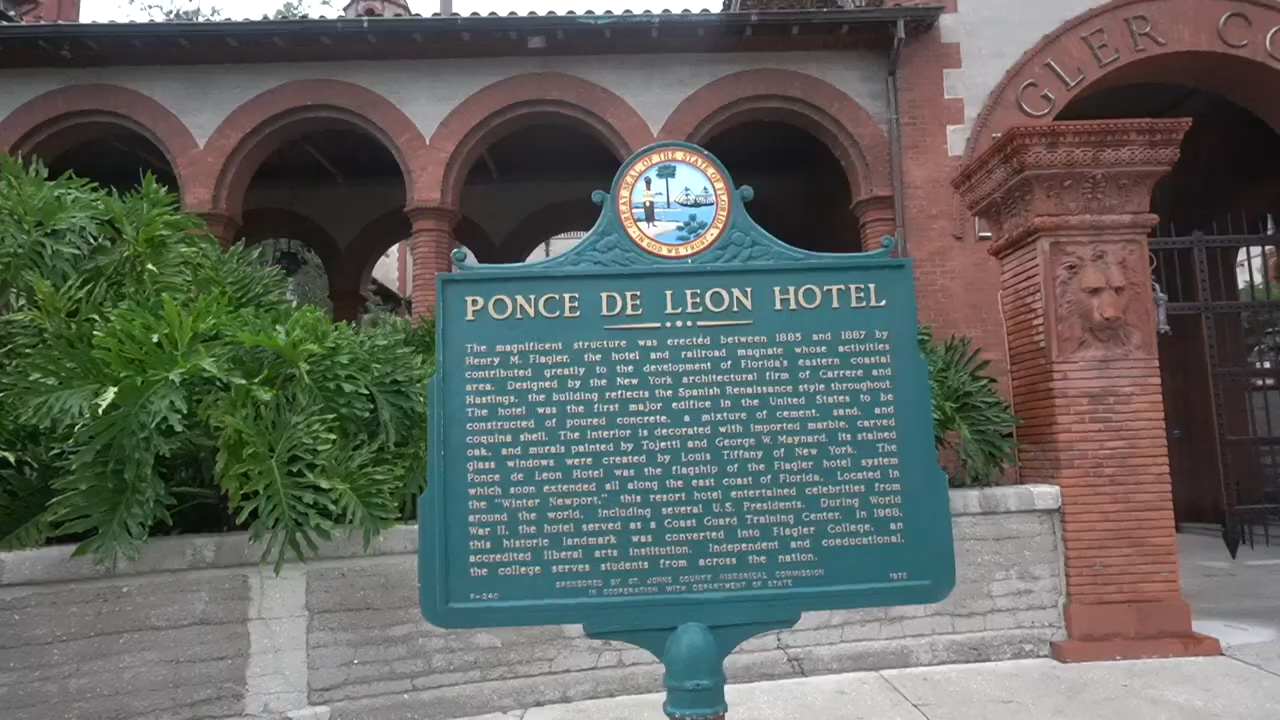 GLER CO
GREAT SEAL OF THE STATE OF FLORIDA
IN GOD WE TRUST
PONCE DE LEON HOTEL
The magnificent structure was erected between 1885 and 1887 by
Henry M. Flagler, the hotel and railroad magnate whose activities
contributed greatly to the development of Florida's eastern coastal
area. Designed by the New York architectural firm of Carrere and
Hastings, the building reflects the Spanish Renaissance style throughout.
The hotel was the first major edifice in the United States to be
constructed of poured concrete, a mixture of cement, sand, and
coquina shell. The interior is decorated with imported marble, carved
oak, and murals painted by Tojetti and George W. Maynard. Its stained
glass windows were created by Louis Tiffany of New York. The
Ponce de Leon Hotel was the flagship of the Flagler hotel system
which soon extended all along the east coast of Florida. Located in
the "Winter Newport," this resort hotel entertained celebrities from
around the world, including several U.S. Presidents. During World
War II, the hotel served as a Coast Guard Training Center. In 1968,
this historic landmark was converted into Flagler College, an
accredited liberal arts institution. Independent and coeducational,
the college serves students from across the nation.
SPONSORED BY ST. JOHNS COUNTY HISTORICAL COMMISSION
IN COOPERATION WITH DEPARTMENT OF STATE
F-240 1975